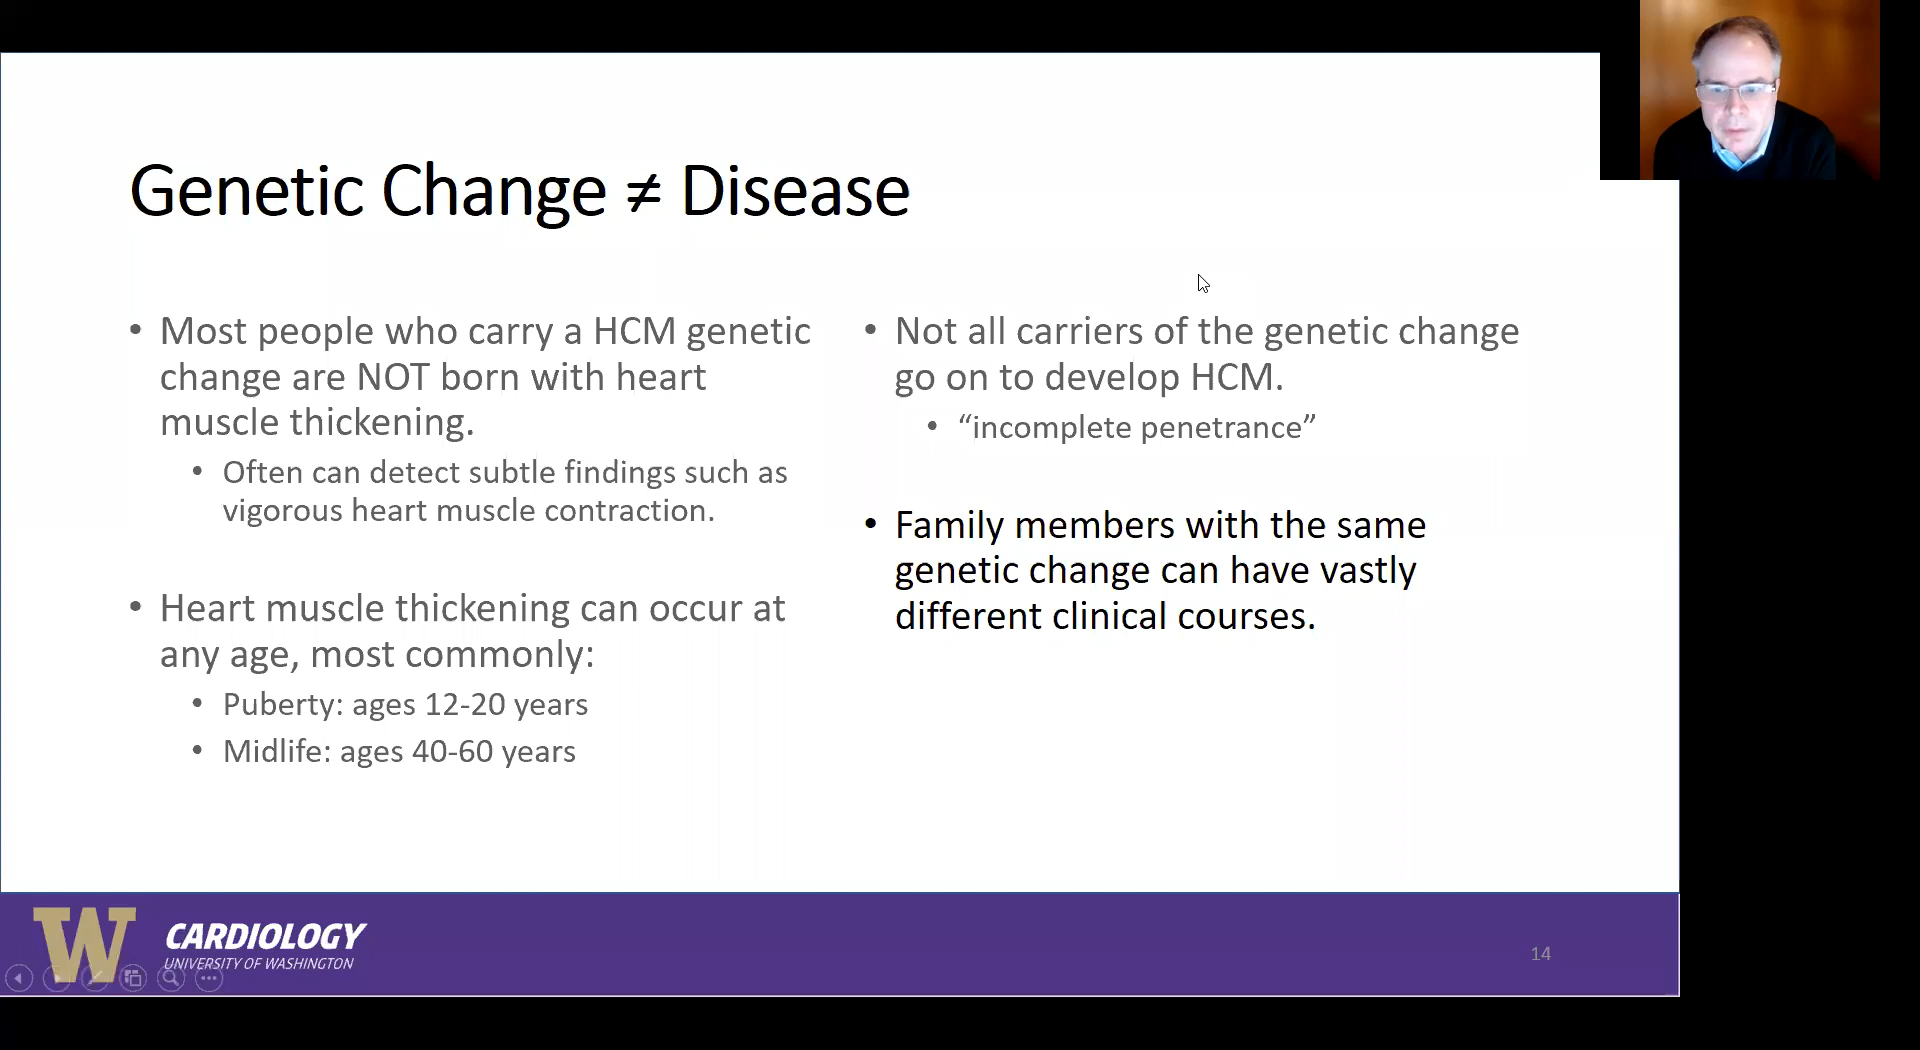 Genetic Change ≠ Disease
• Most people who carry a HCM genetic
change are NOT born with heart
muscle thickening.
• Often can detect subtle findings such as
vigorous heart muscle contraction.
• Heart muscle thickening can occur at
any age, most commonly:
• Puberty: ages 12-20 years
• Midlife: ages 40-60 years
• Not all carriers of the genetic change
go on to develop HCM.
• “incomplete penetrance”
• Family members with the same
genetic change can have vastly
different clinical courses.
W
CARDIOLOGY
UNIVERSITY OF WASHINGTON
14